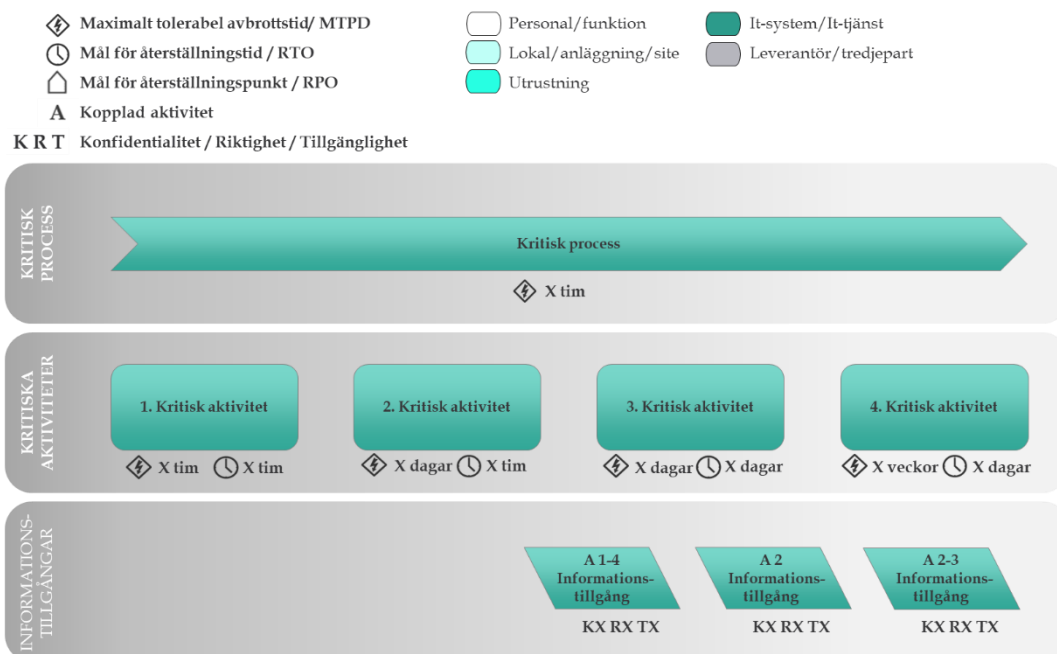 Maximalt tolerabel avbrottstid/ MTPD
Mål för återställningstid / RTO
Mål för återställningspunkt / RPO
A Kopplad aktivitet
K R T Konfidentialitet / Riktighet / Tillgänglighet
Personal/funktion
Lokal/anläggning/site
Utrustning
It-system/It-tjänst
Leverantör/tredjepart
KRITISK
PROCESS
Kritisk process
X tim
KRITISKA
AKTIVITETER
1. Kritisk aktivitet
X tim X tim
2. Kritisk aktivitet
X dagar X tim
3. Kritisk aktivitet
X dagar X dagar
4. Kritisk aktivitet
X veckor X dagar
INFORMATIONS-
TILLGÅNGAR
A 1-4
Informations-
tillgång
KX RX TX
A 2
Informations-
tillgång
KX RX TX
A 2-3
Informations-
tillgång
KX RX TX